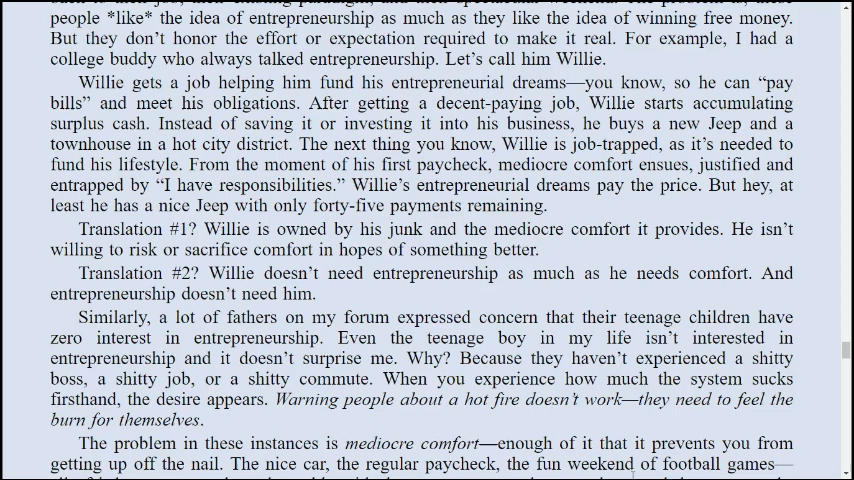 people *like* the idea of entrepreneurship as much as they like the idea of winning free money.
But they don't honor the effort or expectation required to make it real. For example, I had a
college buddy who always talked entrepreneurship. Let's call him Willie.
Willie gets a job helping him fund his entrepreneurial dreams—you know, so he can “pay
bills” and meet his obligations. After getting a decent-paying job, Willie starts accumulating
surplus cash. Instead of saving it or investing it into his business, he buys a new Jeep and a
townhouse in a hot city district. The next thing you know, Willie is job-trapped, as it's needed to
fund his lifestyle. From the moment of his first paycheck, mediocre comfort ensues, justified and
entrapped by “I have responsibilities.” Willie's entrepreneurial dreams pay the price. But hey, at
least he has a nice Jeep with only forty-five payments remaining.
Translation #1? Willie is owned by his junk and the mediocre comfort it provides. He isn't
willing to risk or sacrifice comfort in hopes of something better.
Translation #2? Willie doesn't need entrepreneurship as much as he needs comfort. And
entrepreneurship doesn't need him.
Similarly, a lot of fathers on my forum expressed concern that their teenage children have
zero interest in entrepreneurship. Even the teenage boy in my life isn't interested in
entrepreneurship and it doesn't surprise me. Why? Because they haven't experienced a shitty
boss, a shitty job, or a shitty commute. When you experience how much the system sucks
firsthand, the desire appears. Warning people about a hot fire doesn't work—they need to feel the
burn for themselves.
The problem in these instances is mediocre comfort—enough of it that it prevents you from
getting up off the nail. The nice car, the regular paycheck, the fun weekend of football games—